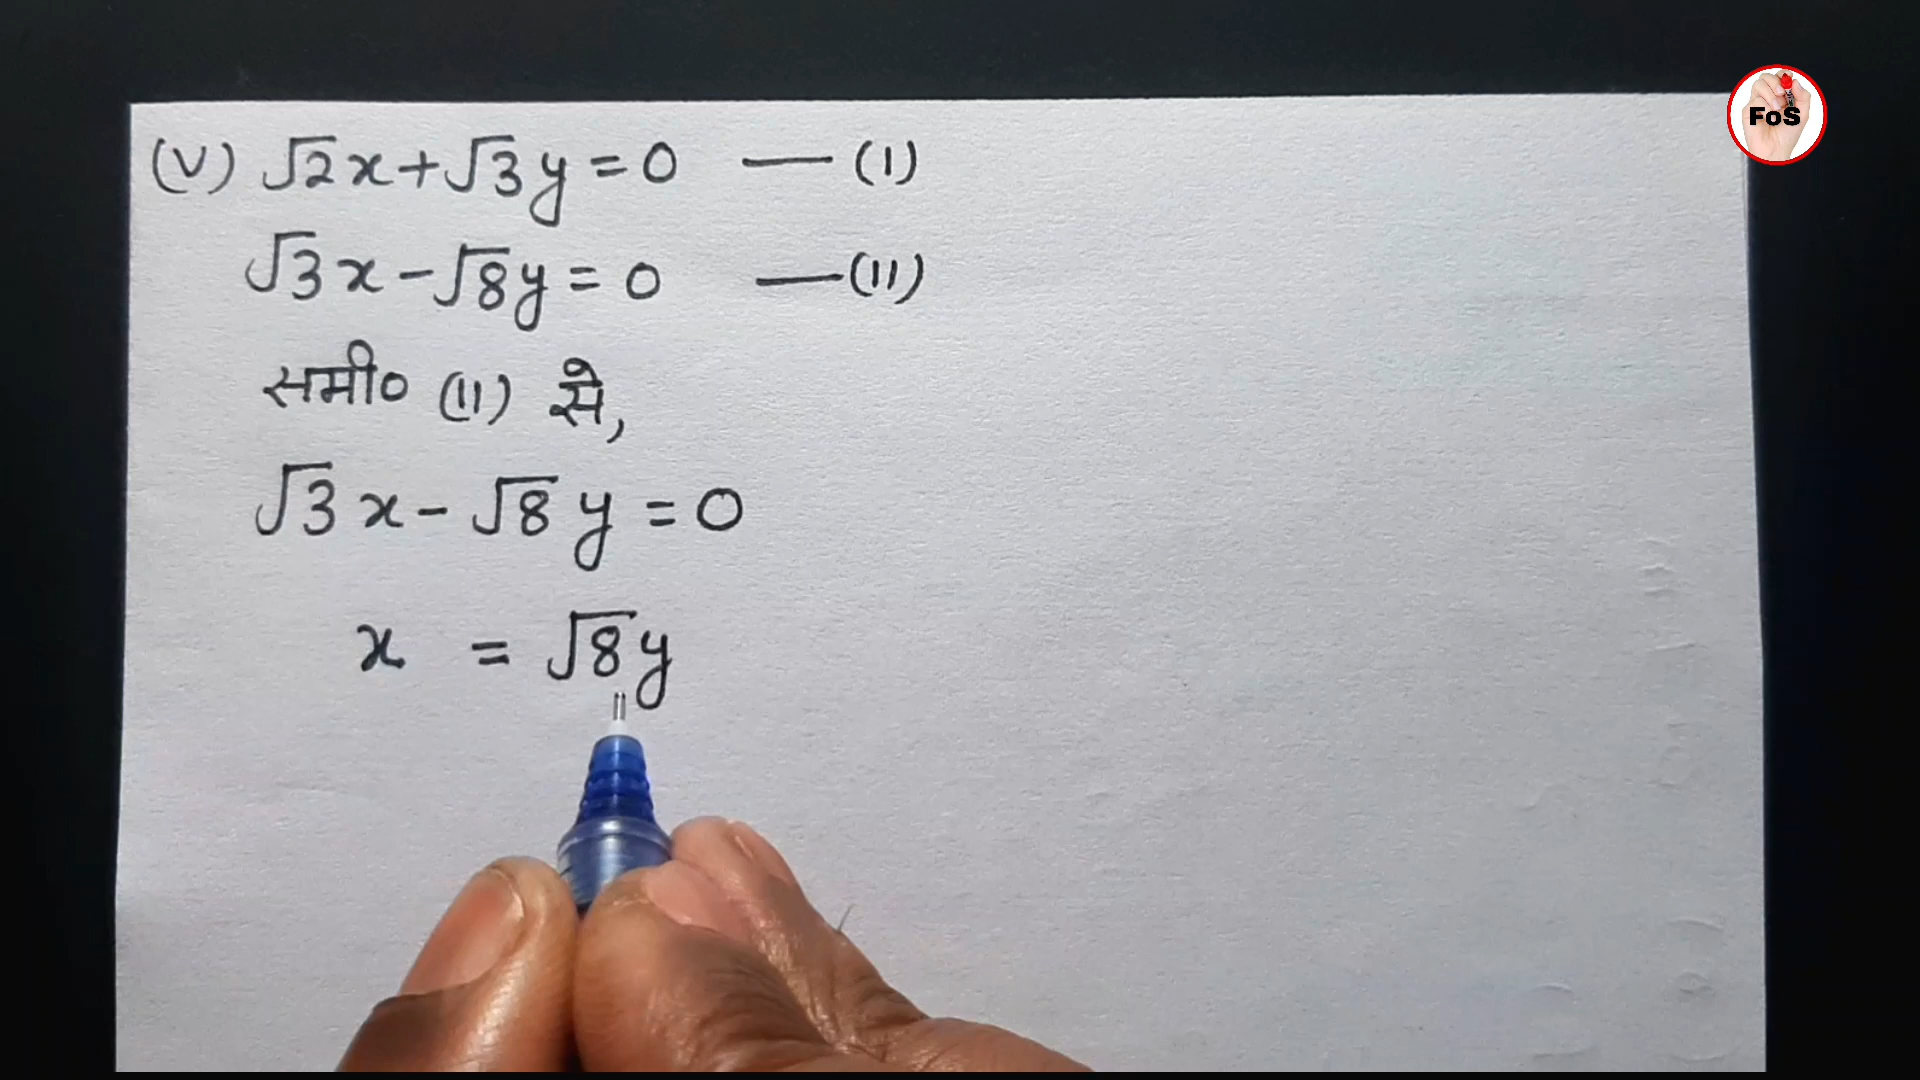 (V) √2x+√3y=0 — (I)
√3x-√8y=0 —(II)
समी० (II) से,
√3x-√8y=0
x = √8y
FoS